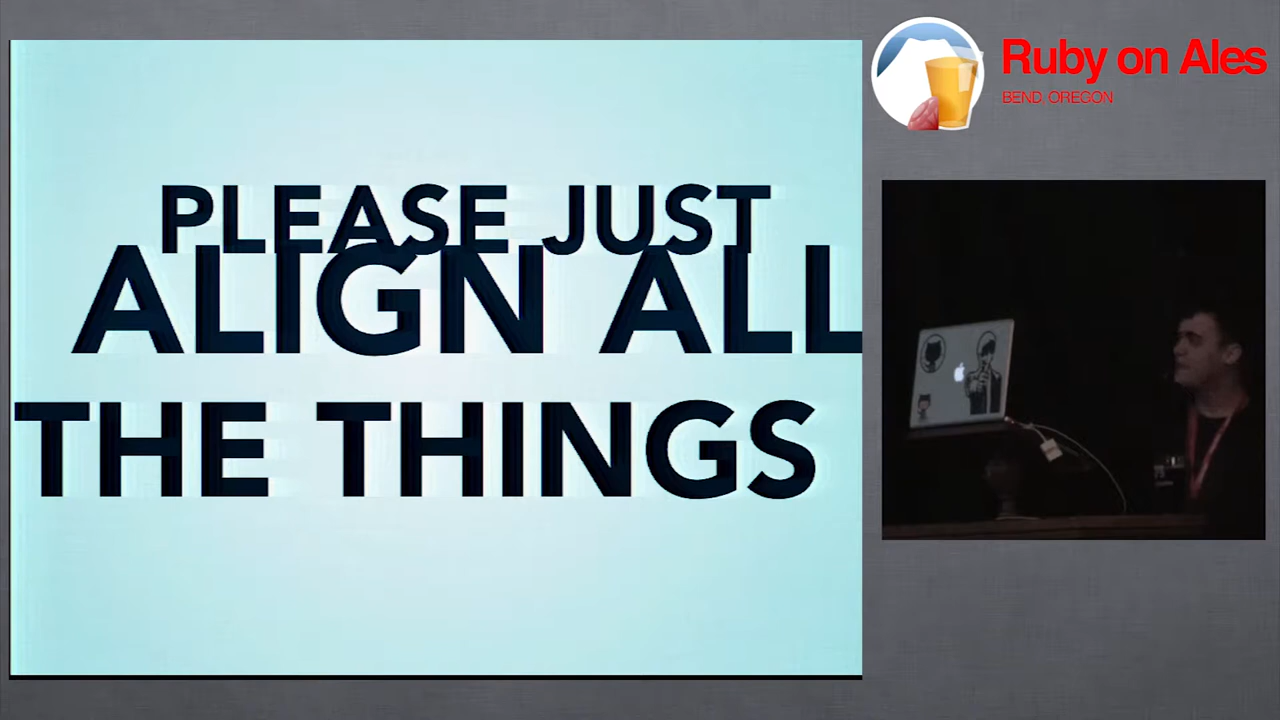 PLEASE JUST
ALIGN ALL
THE THINGS
Ruby on Ales
BEND OREGON